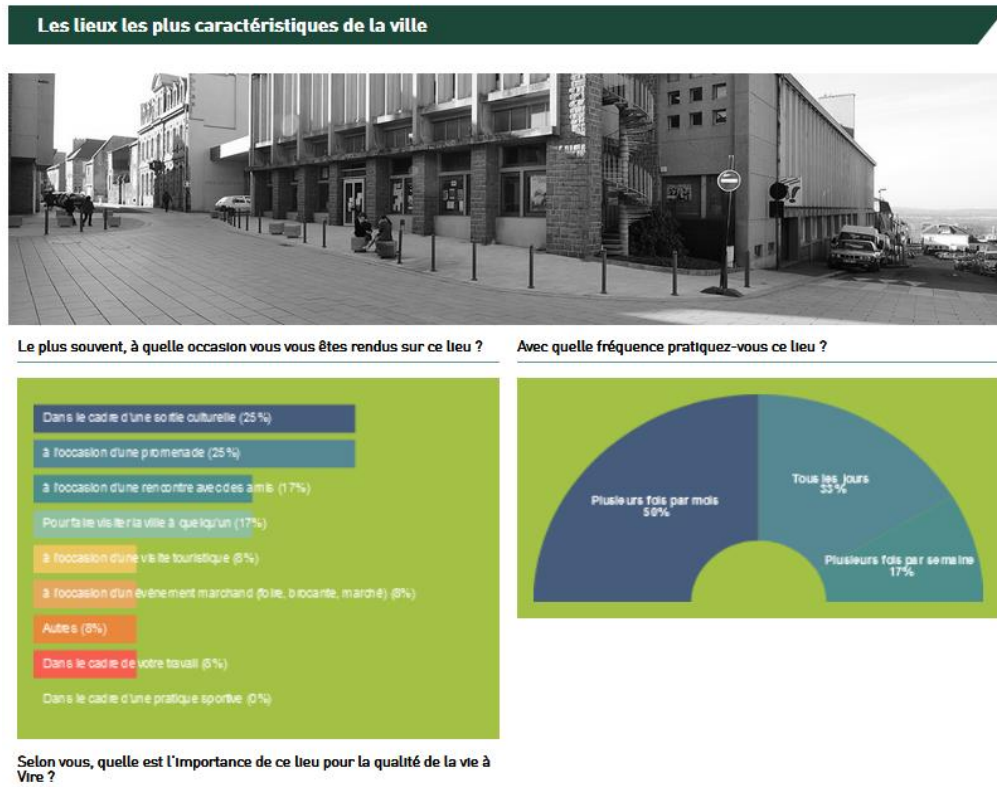 Les lieux les plus caractéristiques de la ville
Le plus souvent, à quelle occasion vous vous êtes rendus sur ce lieu ?
Dans le cadre d'une sortie culturelle (25%)
à l'occasion d'une promenade (25%)
à l'occasion d'une rencontre avec des amis (17%)
Pour faire visiter la ville à quelqu'un (17%)
à l'occasion d'une visite touristique (8%)
à l'occasion d'un événement marchand (foire, brocante, marché) (8%)
Autres (8%)
Dans le cadre de votre travail (8%)
Dans le cadre d'une pratique sportive (0%)
Avec quelle fréquence pratiquez-vous ce lieu ?
Plusieurs fois par mois
50%
Tous les jours
33%
Plusieurs fois par semaine
17%
Selon vous, quelle est l'importance de ce lieu pour la qualité de la vie à
Vire ?